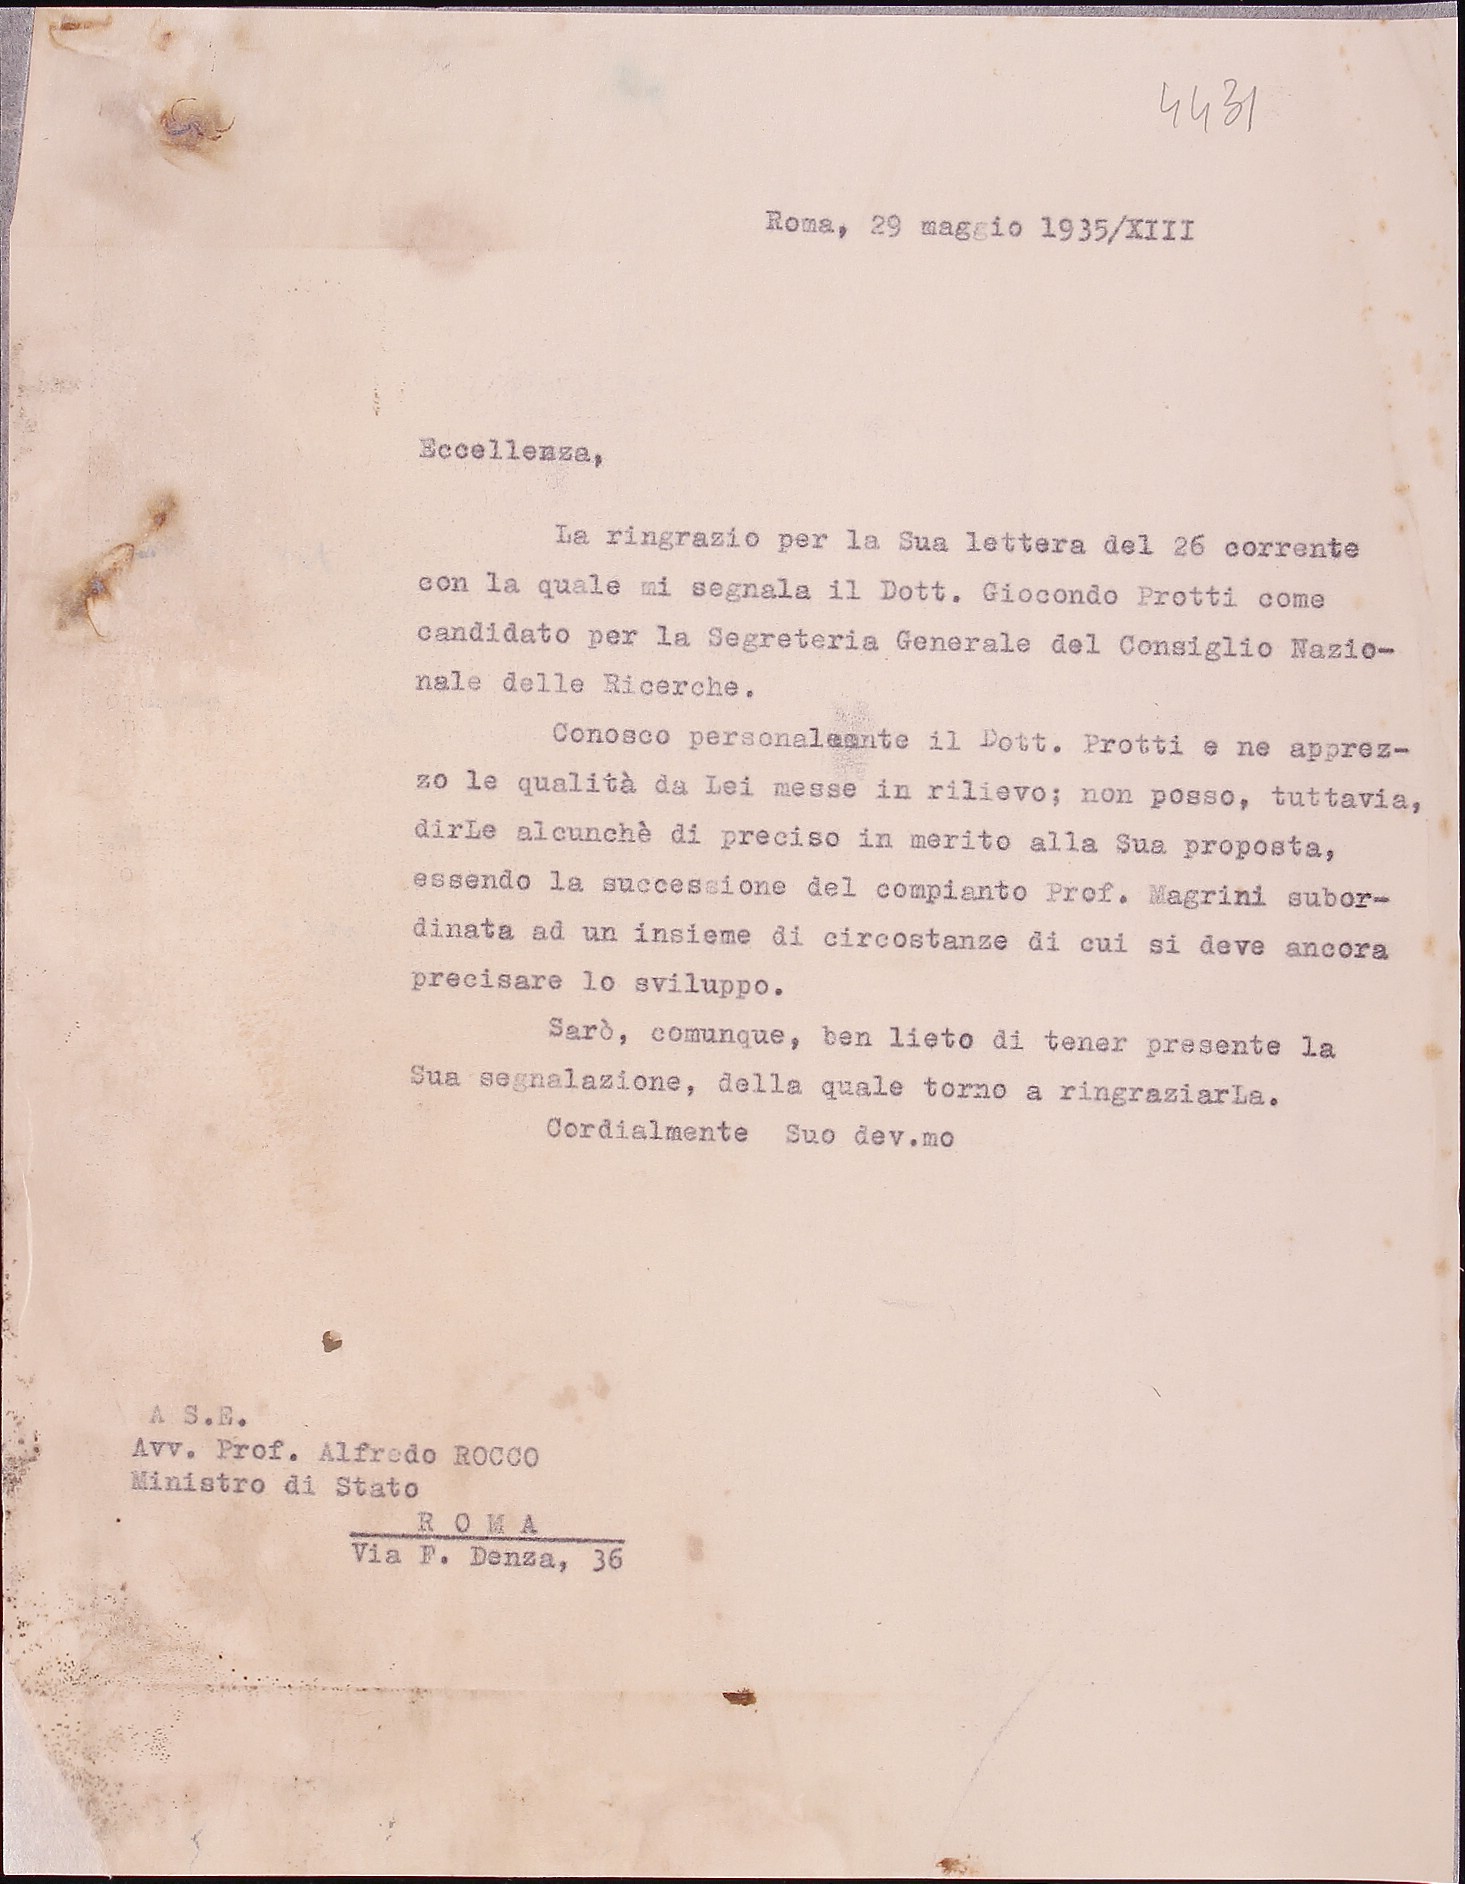 4431
Roma, 29 maggio 1935/XIII
Eccellenza,
La ringrazio per la Sua lettera del 26 corrente
con la quale mi segnala il Dott. Giocondo Protti come
candidato per la Segreteria Generale del Consiglio Nazio-
nale delle Ricerche.
Conosco personaleante il Dott. Protti e ne apprez-
zo le qualità da Lei messe in rilievo; non posso, tuttavia,
dirLe alcunchè di preciso in merito alla Sua proposta,
essendo la successione del compianto Prof. Magrini subor-
dinata ad un insieme di circostanze di cui si deve ancora
precisare lo sviluppo.
Sarò, comunque, ben lieto di tener presente la
Sua segnalazione, della quale torno a ringraziarLa.
Cordialmente Suo dev.mo
A S.E.
Avv. Prof. Alfredo ROCCO
Ministro di Stato
R O M A
Via F. Denza, 36